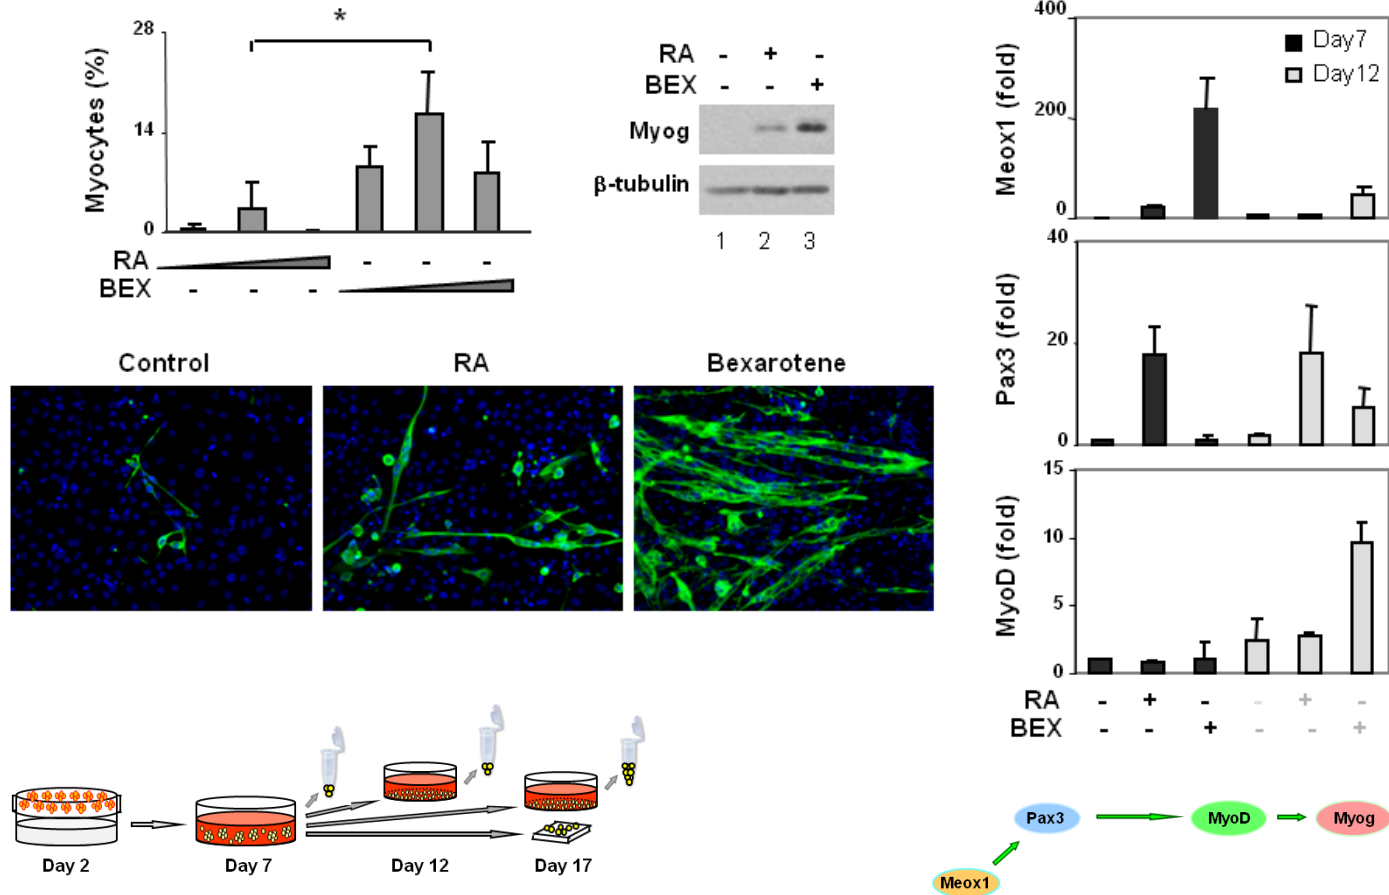 *
28
14
0
Myocytes (%)
RA - - -
BEX - - -
RA - + -
BEX - - +
Myog
β-tubulin
1 2 3
Control
RA
Bexarotene
Day 2
Day 7
Day 12
Day 17
400
200
0
Meox1 (fold)
Day7
Day12
40
20
0
Pax3 (fold)
15
10
5
0
MyoD (fold)
RA - + - - + -
BEX - - + - - +
Pax3
MyoD
Myog
Meox1